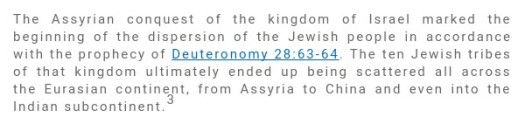 The Assyrian conquest of the kingdom of Israel marked the
beginning of the dispersion of the Jewish people in accordance
with the prophecy of Deuteronomy 28:63-64. The ten Jewish tribes
of that kingdom ultimately ended up being scattered all across
the Eurasian continent, from Assyria to China and even into the
Indian subcontinent.3